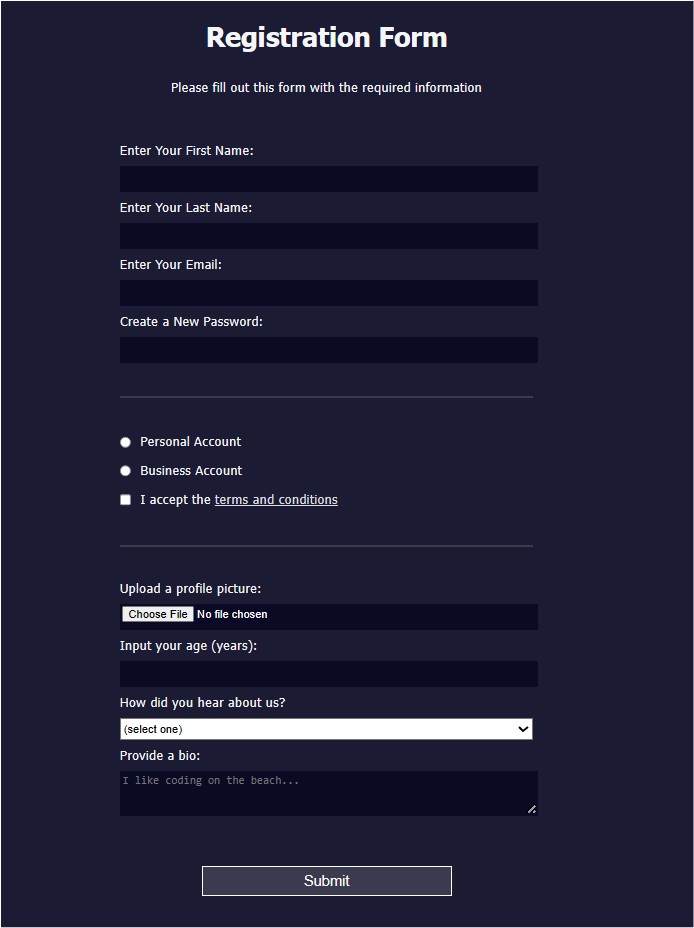 Registration Form
Please fill out this form with the required information
Enter Your First Name:
Enter Your Last Name:
Enter Your Email:
Create a New Password:
Personal Account
Business Account
I accept the terms and conditions
Upload a profile picture:
Choose File No file chosen
Input your age (years):
How did you hear about us?
(select one)
Provide a bio:
I like coding on the beach...
Submit